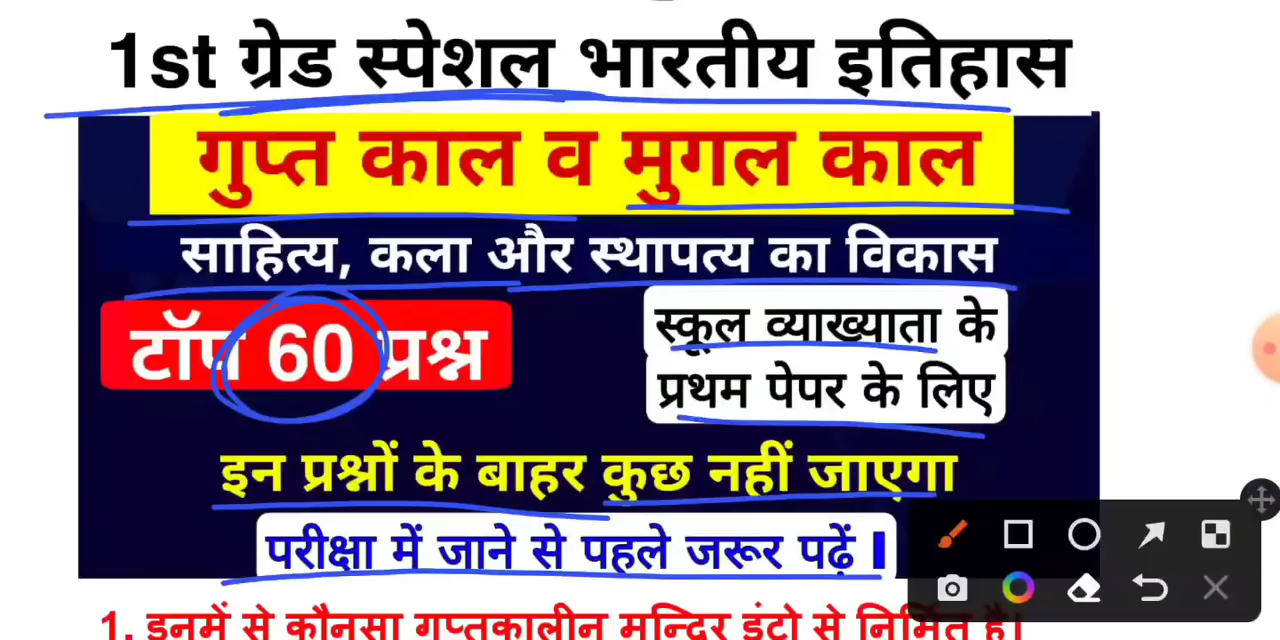 1st ग्रेड स्पेशल भारतीय इतिहास
गुप्त काल व मुगल काल
साहित्य, कला और स्थापत्य का विकास
टॉप 60 प्रश्न
स्कूल व्याख्याता के
प्रथम पेपर के लिए
इन प्रश्नों के बाहर कुछ नहीं जाएगा
परीक्षा में जाने से पहले जरूर पढ़ें ।
1. इनमें से कौनसा गुप्तकालीन मन्दिर इंटो से निर्मित है।